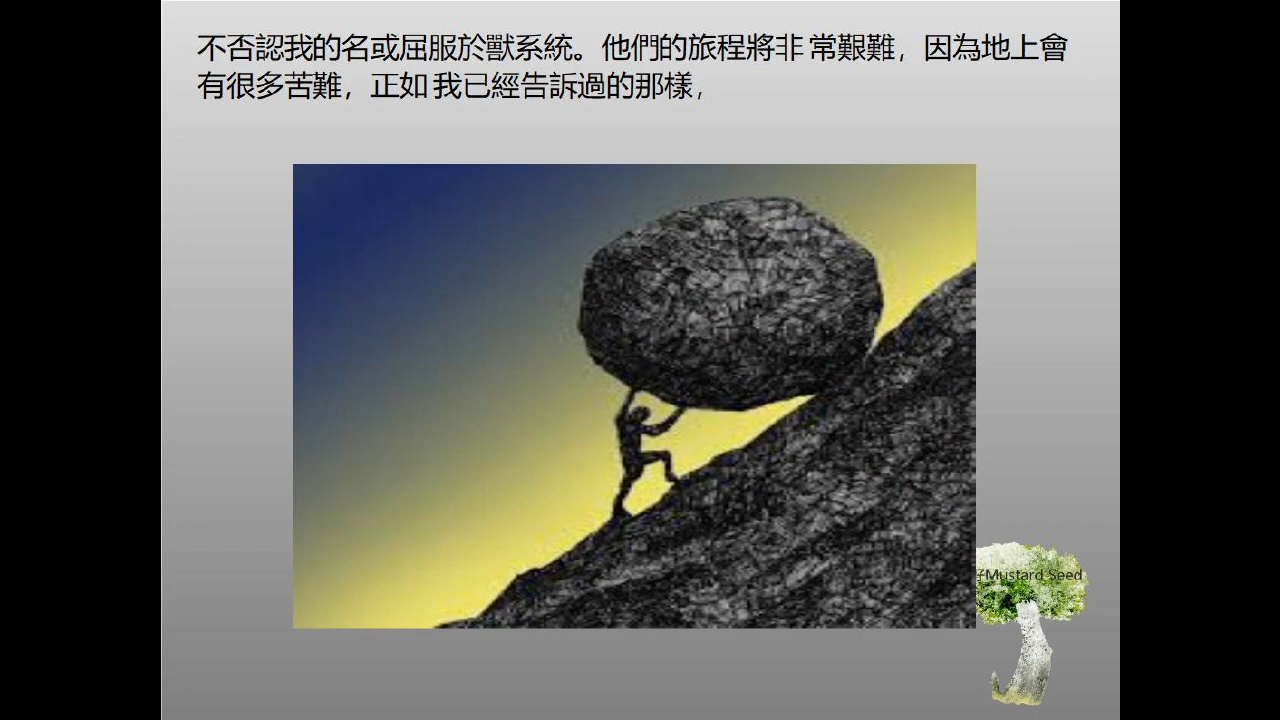 不否認我的名或屈服於獸系統。他們的旅程將非常艱難，因為地上會
有很多苦難，正如我已經告訴過的那樣，
Mustard Seed